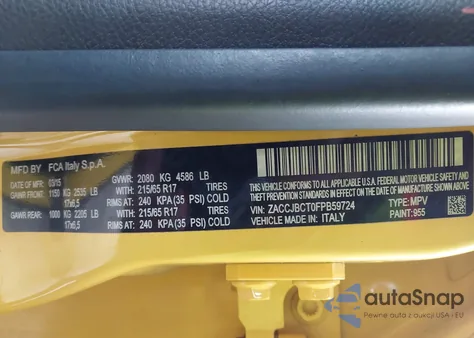 MFD BY FCA Italy S.p.A.
03/15 GVWR: 2080 KG 4586 LB
GAWR FRONT: 1150 KG 2535 LB WITH: 215/65 R17 TIRES
17x6,5 RIMS AT: 240 KPA (35 PSI) COLD
GAWR REAR: 1000 KG 2205 LB WITH: 215/65 R17 TIRES
17x6,5 RIMS AT: 240 KPA (35 PSI) COLD
THIS VEHICLE CONFORMS TO ALL APPLICABLE U.S.A. FEDERAL MOTOR VEHICLE SAFETY
AND THEFT PREVENTION STANDARDS IN EFFECT ON THE DATE OF MANUFACTURE SHOWN ABOVE
VIN: ZACCJBCT0FPB59724 TYPE: MPV
VEHICLE MADE IN: ITALY PAINT: 955
autoSnap
Pewne auta z aukcji USA i EU